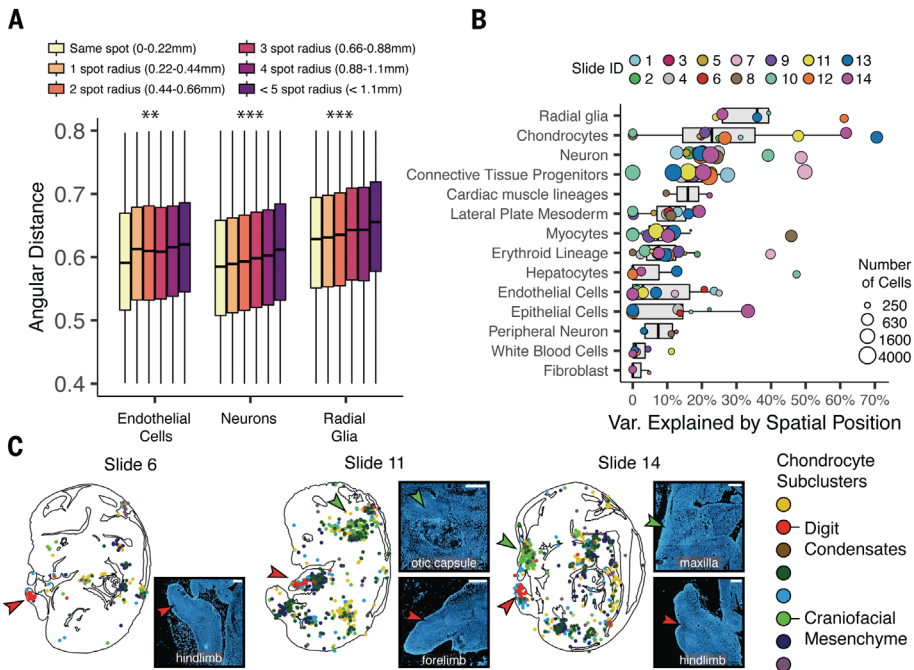 A
Same spot (0-0.22mm)
1 spot radius (0.22-0.44mm)
2 spot radius (0.44-0.66mm)
3 spot radius (0.66-0.88mm)
4 spot radius (0.88-1.1mm)
< 5 spot radius (< 1.1mm)
** *** ***
0.8
0.7
0.6
0.5
0.4
Angular Distance
Endothelial
Cells
Neurons
Radial
Glia
B
Slide ID
1 3 5 7 9 11 13
2 4 6 8 10 12 14
Radial glia
Chondrocytes
Neuron
Connective Tissue Progenitors
Cardiac muscle lineages
Lateral Plate Mesoderm
Myocytes
Erythroid Lineage
Hepatocytes
Endothelial Cells
Epithelial Cells
Peripheral Neuron
White Blood Cells
Fibroblast
Number
of Cells
250
630
1600
4000
0 10% 20% 30% 40% 50% 60% 70%
Var. Explained by Spatial Position
C
Slide 6
hindlimb
Slide 11
otic capsule
forelimb
Slide 14
maxilla
hindlimb
Chondrocyte
Subclusters
Digit
Condensates
Craniofacial
Mesenchyme